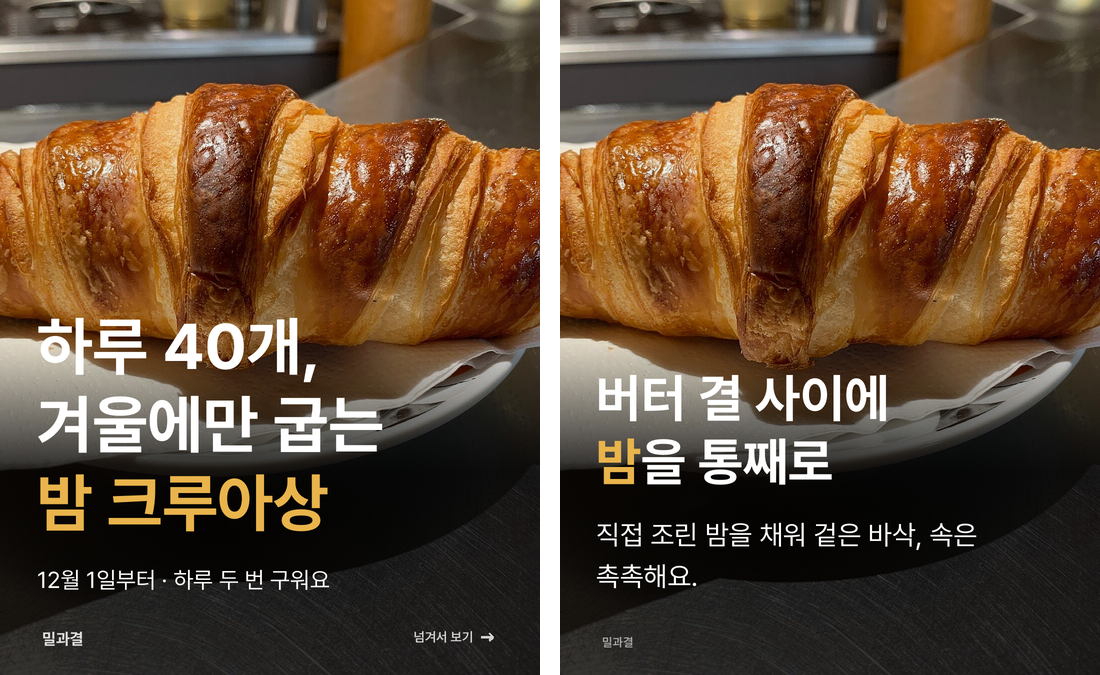 하루 40개,
겨울에만 굽는
밤 크루아상
12월 1일부터 · 하루 두 번 구워요
밀과결
넘겨서 보기 →
버터 결 사이에
밤을 통째로
직접 조린 밤을 채워 겉은 바삭, 속은
촉촉해요.
밀과결